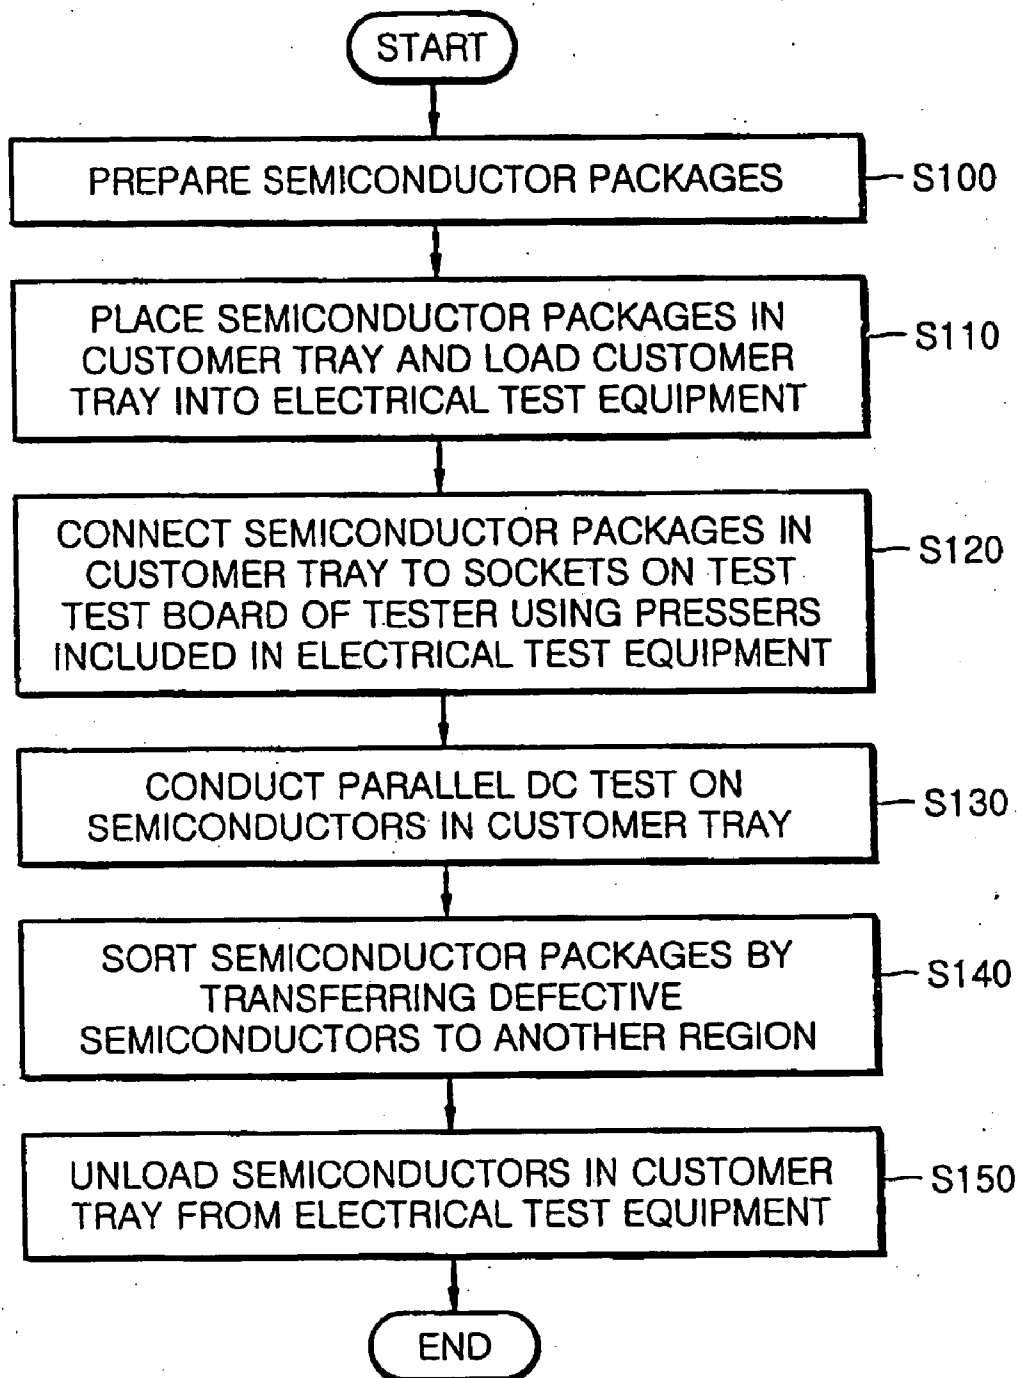 START
PREPARE SEMICONDUCTOR PACKAGES
S100
PLACE SEMICONDUCTOR PACKAGES IN
CUSTOMER TRAY AND LOAD CUSTOMER
TRAY INTO ELECTRICAL TEST EQUIPMENT
S110
CONNECT SEMICONDUCTOR PACKAGES IN
CUSTOMER TRAY TO SOCKETS ON TEST
TEST BOARD OF TESTER USING PRESSERS
INCLUDED IN ELECTRICAL TEST EQUIPMENT
S120
CONDUCT PARALLEL DC TEST ON
SEMICONDUCTORS IN CUSTOMER TRAY
S130
SORT SEMICONDUCTOR PACKAGES BY
TRANSFERRING DEFECTIVE
SEMICONDUCTORS TO ANOTHER REGION
S140
UNLOAD SEMICONDUCTORS IN CUSTOMER
TRAY FROM ELECTRICAL TEST EQUIPMENT
S150
END